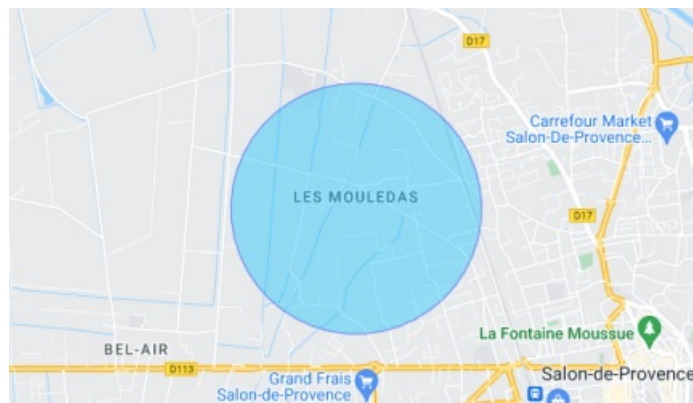 D17
Carrefour Market
Salon-De-Provence...
LES MOULEDAS
D17
La Fontaine Moussue
BEL-AIR
D113
Grand Frais
Salon-de-Provence
Salon-de-Provence